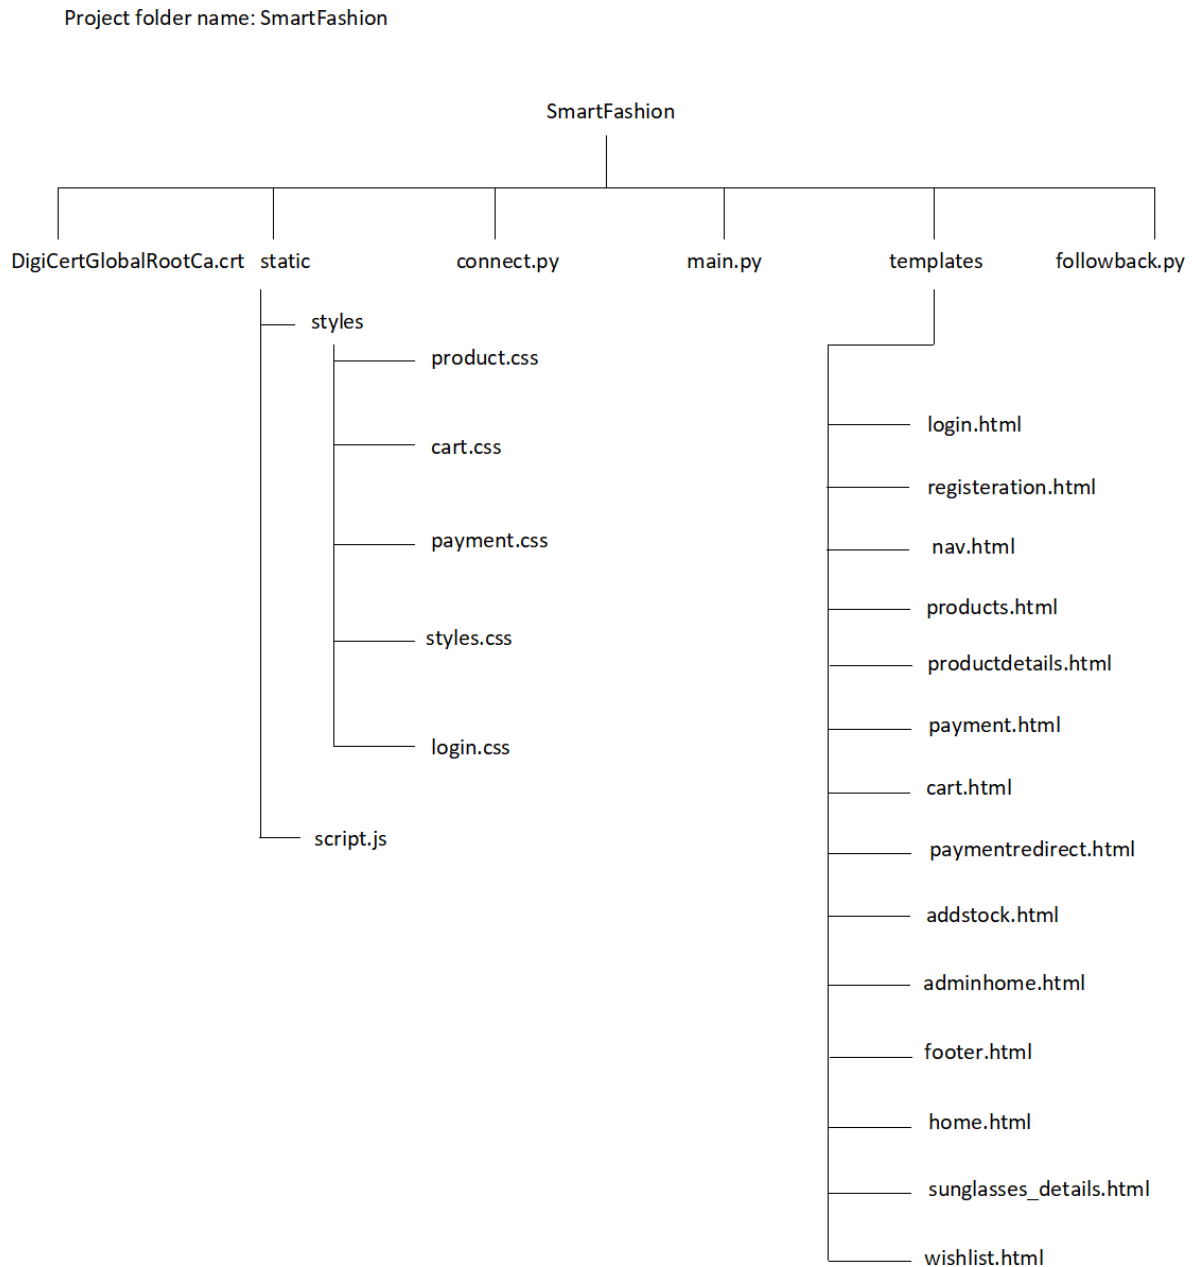 Project folder name: SmartFashion
SmartFashion
DigiCertGlobalRootCa.crt static connect.py main.py templates followback.py
styles
product.css
cart.css
payment.css
styles.css
login.css
script.js
login.html
registeration.html
nav.html
products.html
productdetails.html
payment.html
cart.html
paymentredirect.html
addstock.html
adminhome.html
footer.html
home.html
sunglasses_details.html
wishlist.html